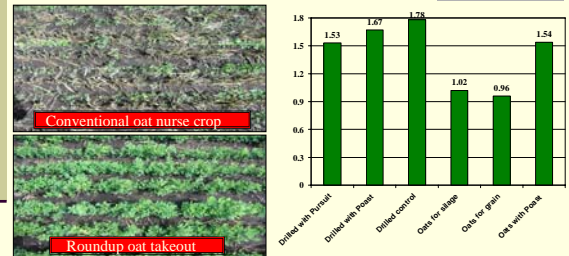 Conventional oat nurse crop
Roundup oat takeout
1.8
1.5
1.2
0.9
0.6
0.3
0
1.53
1.67
1.78
1.02
0.96
1.54
Drilled with Pursuit
Drilled with Poast
Drilled control
Oats for silage
Oats for grain
Oats with Poast